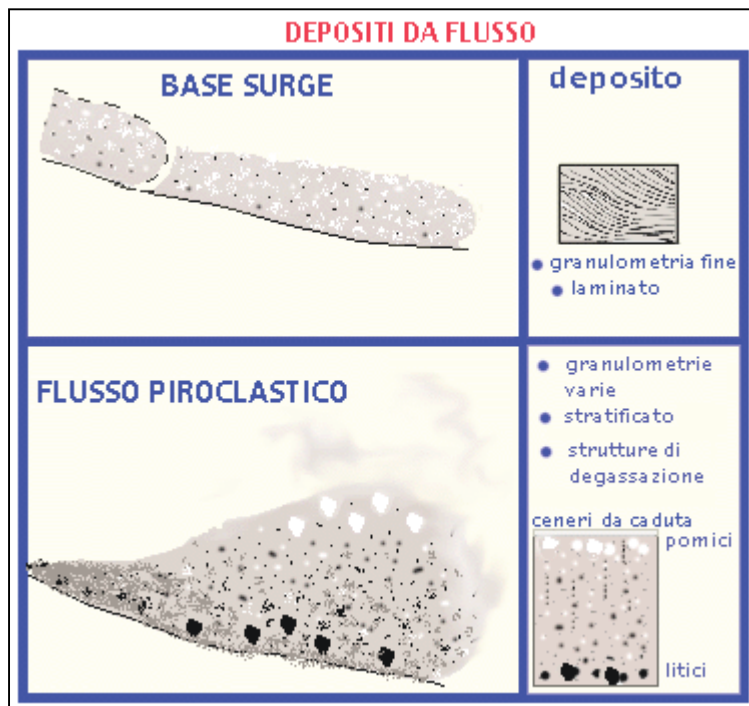 DEPOSITI DA FLUSSO
BASE SURGE
deposito
granulometria fine
laminato
FLUSSO PIROCLASTICO
granulometrie
varie
stratificato
strutture di
degassazione
ceneri da caduta
pomici
litici